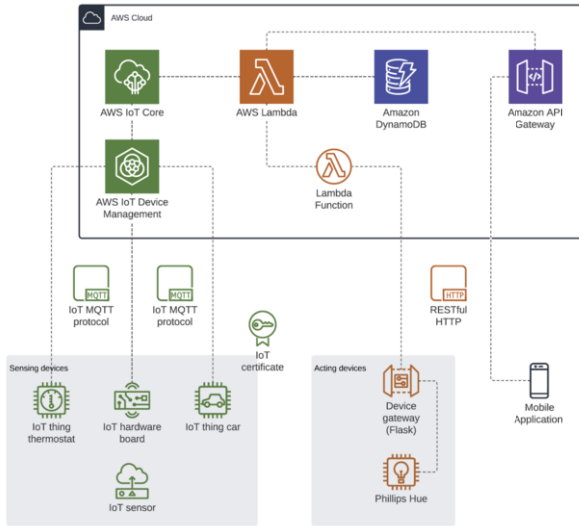 AWS Cloud
AWS IoT Core
AWS Lambda
Amazon
DynamoDB
Amazon API
Gateway
AWS IoT Device
Management
Lambda
Function
MQTT
IoT MQTT
protocol
MQTT
IoT MQTT
protocol
HTTP
RESTful
HTTP
IoT
certificate
Sensing devices
IoT thing
thermostat
IoT hardware
board
IoT thing car
IoT sensor
Acting devices
Device
gateway
(Flask)
Phillips Hue
Mobile
Application